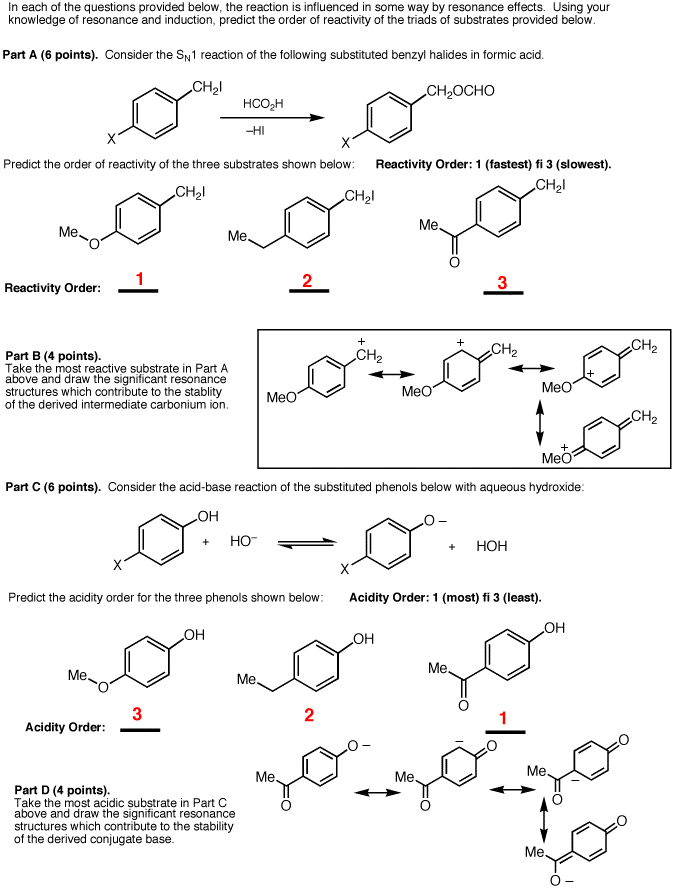 In each of the questions provided below, the reaction is influenced in some way by resonance effects. Using your
knowledge of resonance and induction, predict the order of reactivity of the triads of substrates provided below.
Part A (6 points). Consider the SN1 reaction of the following substituted benzyl halides in formic acid.
CH2I
HCO2H
–HI
CH2OCHO
X
X
Predict the order of reactivity of the three substrates shown below: Reactivity Order: 1 (fastest) fi 3 (slowest).
CH2I
CH2I
CH2I
Me
O
Me
Me
O
Reactivity Order: 1 2 3
Part B (4 points).
Take the most reactive substrate in Part A
above and draw the significant resonance
structures which contribute to the stablity
of the derived intermediate carbonium ion.
+
CH2
MeO
+
CH2
MeO
CH2
+
MeO
CH2
+
MeO
Part C (6 points). Consider the acid-base reaction of the substituted phenols below with aqueous hydroxide:
OH
X
+ HO–
O –
X
+ HOH
Predict the acidity order for the three phenols shown below: Acidity Order: 1 (most) fi 3 (least).
OH
OH
OH
Me
O
Me
Me
O
Acidity Order: 3 2 1
Part D (4 points).
Take the most acidic substrate in Part C
above and draw the significant resonance
structures which contribute to the stability
of the derived conjugate base.
O –
Me
O
–
O
Me
O
O
Me
–
O
O
Me
O –